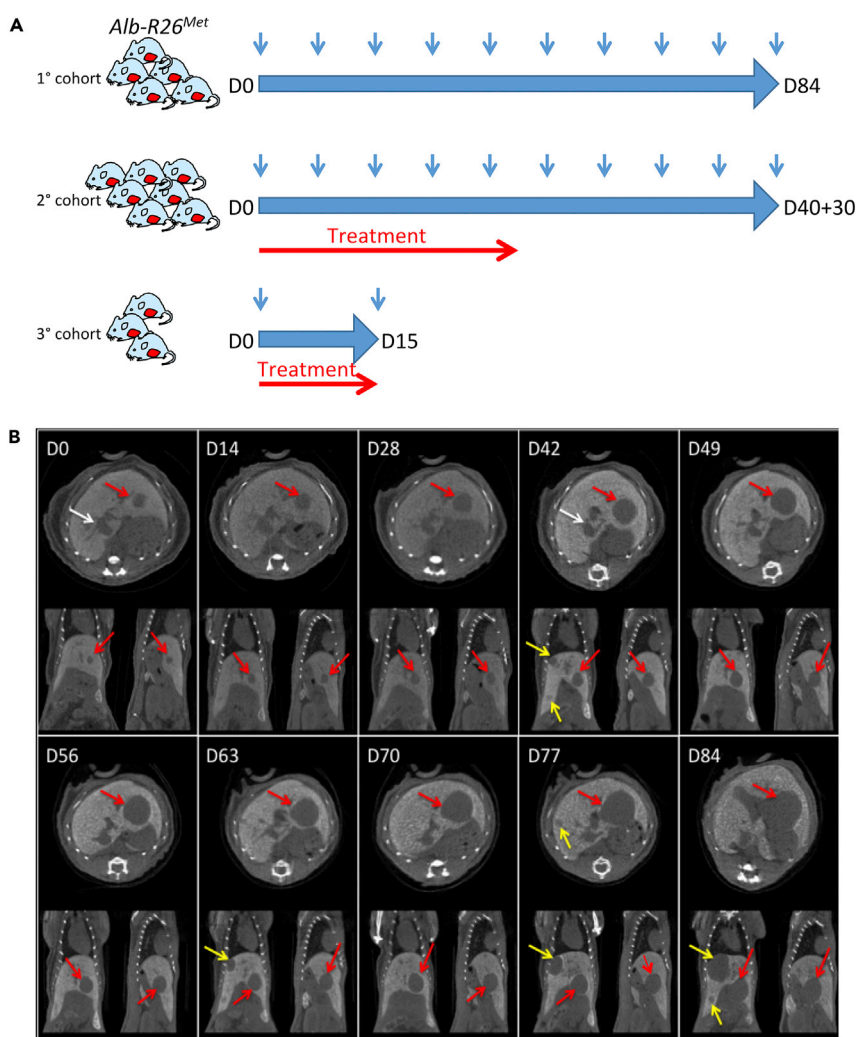 A
Alb-R26Met
1° cohort
D0
D84
2° cohort
D0
D40+30
Treatment
3° cohort
D0
D15
Treatment
B
D0
D14
D28
D42
D49
D56
D63
D70
D77
D84